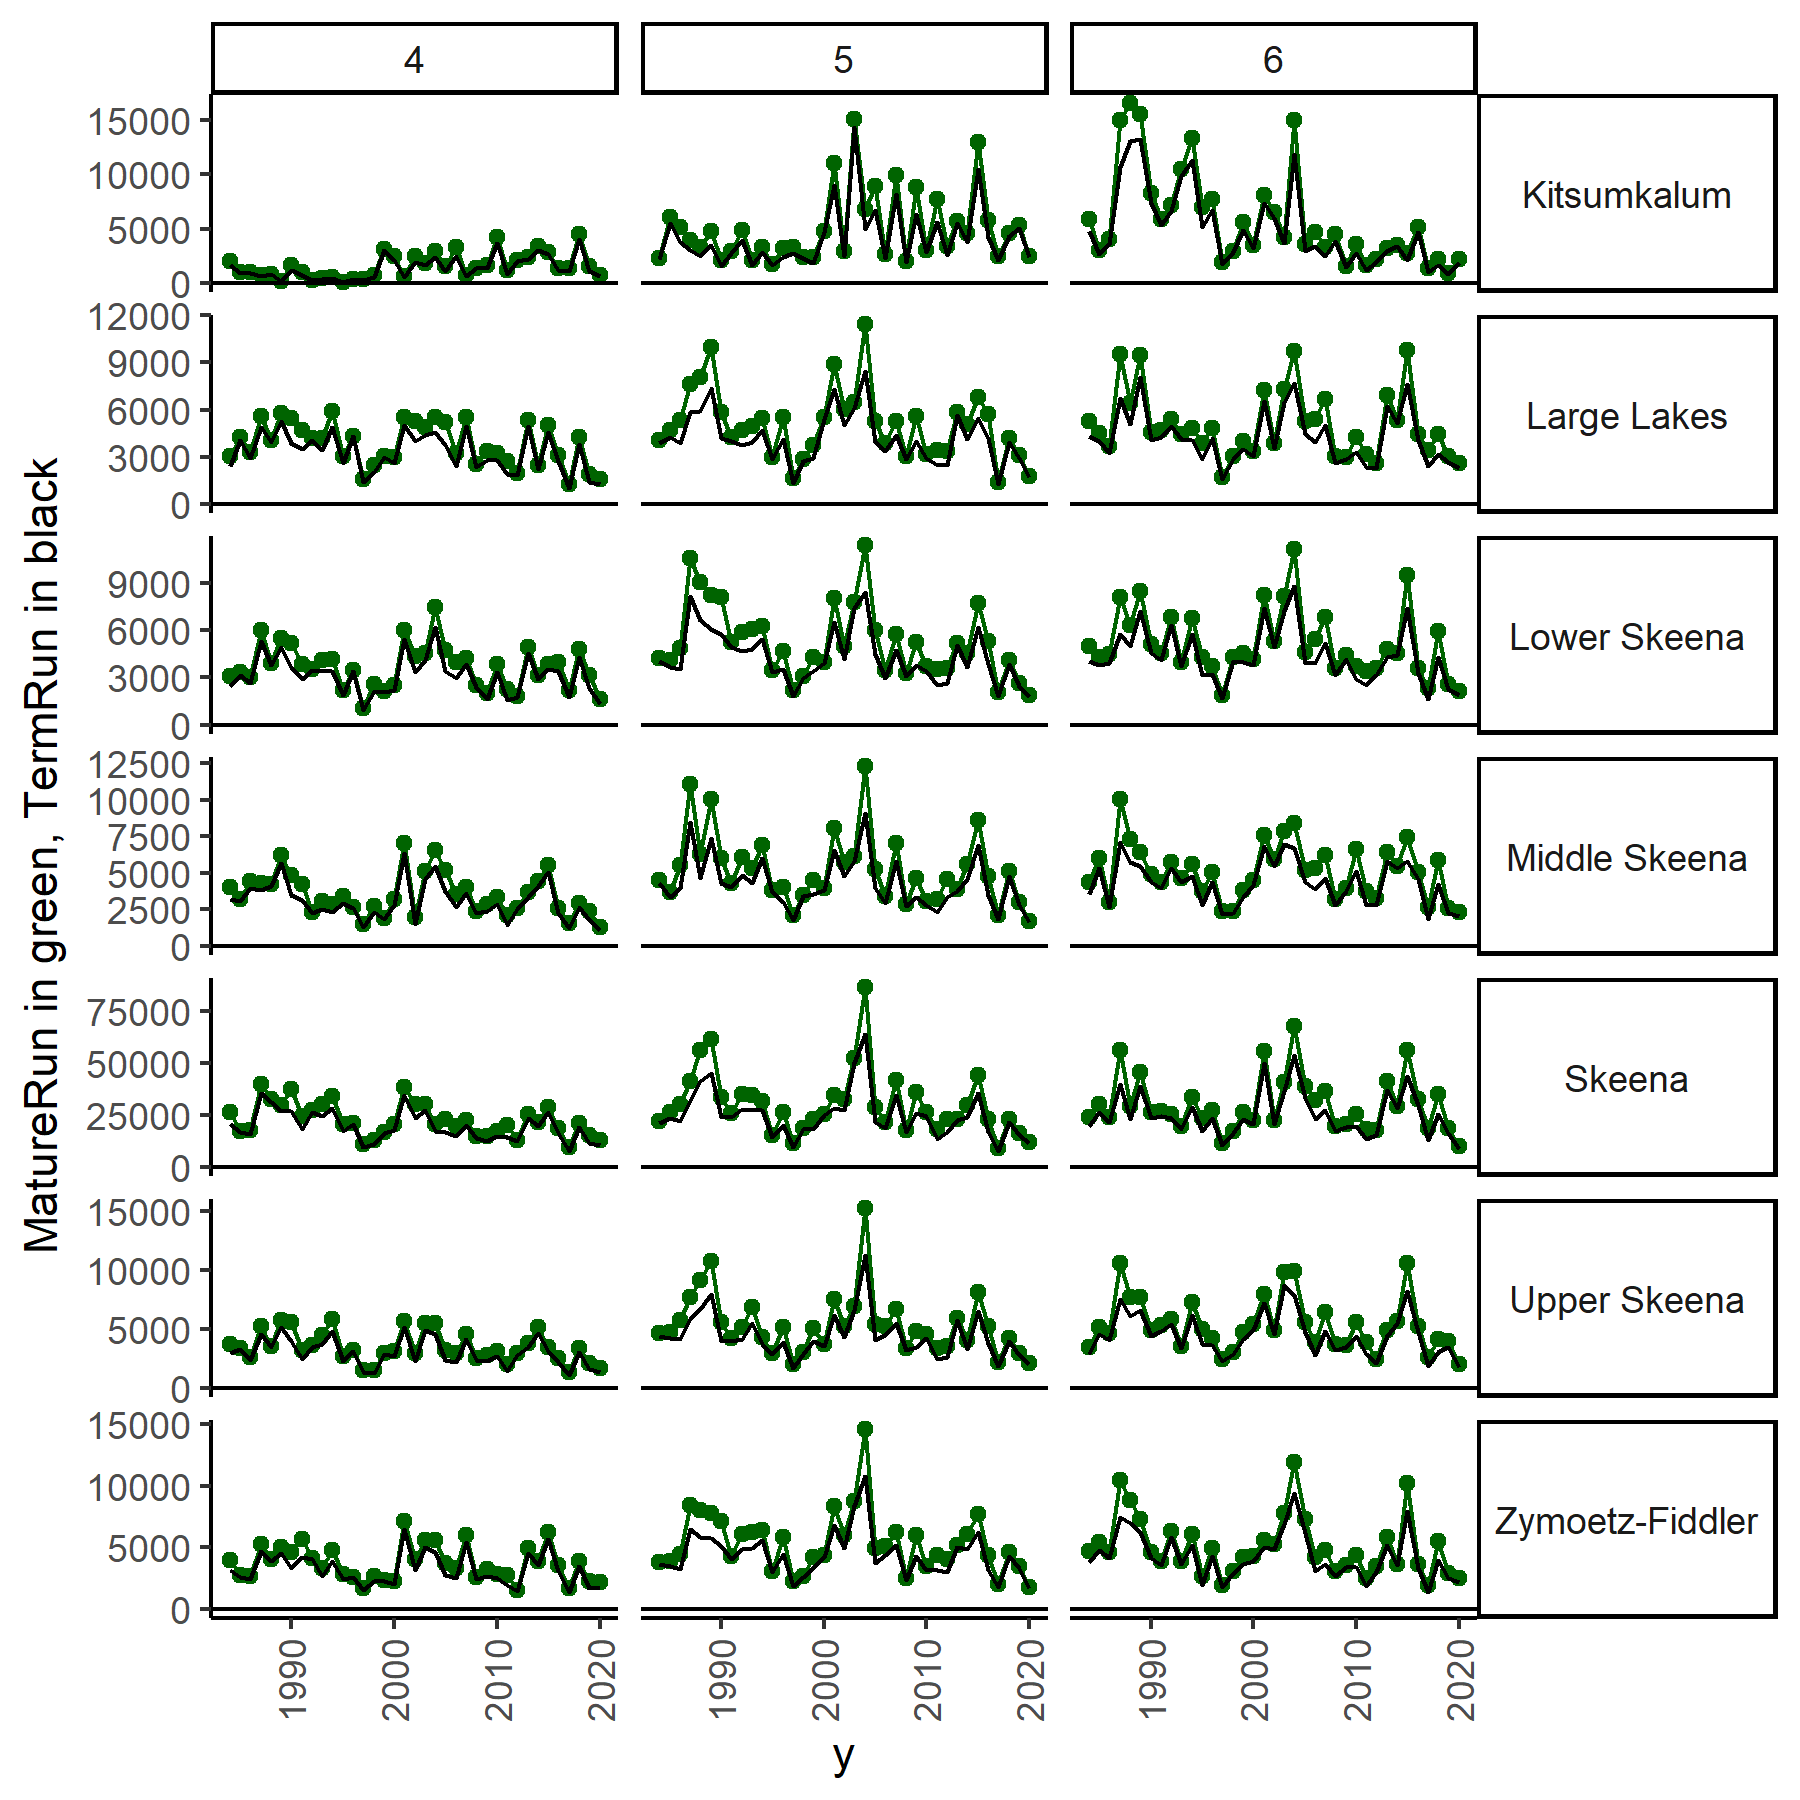 4 5 6
15000
10000
5000
0
Kitsumkalum
12000
9000
6000
3000
0
Large Lakes
9000
6000
3000
0
Lower Skeena
12500
10000
7500
5000
2500
0
Middle Skeena
75000
50000
25000
0
Skeena
15000
10000
5000
0
Upper Skeena
15000
10000
5000
0
Zymoetz-Fiddler
1990 2000 2010 2020 1990 2000 2010 2020 1990 2000 2010 2020
y
MatureRun in green, TermRun in black